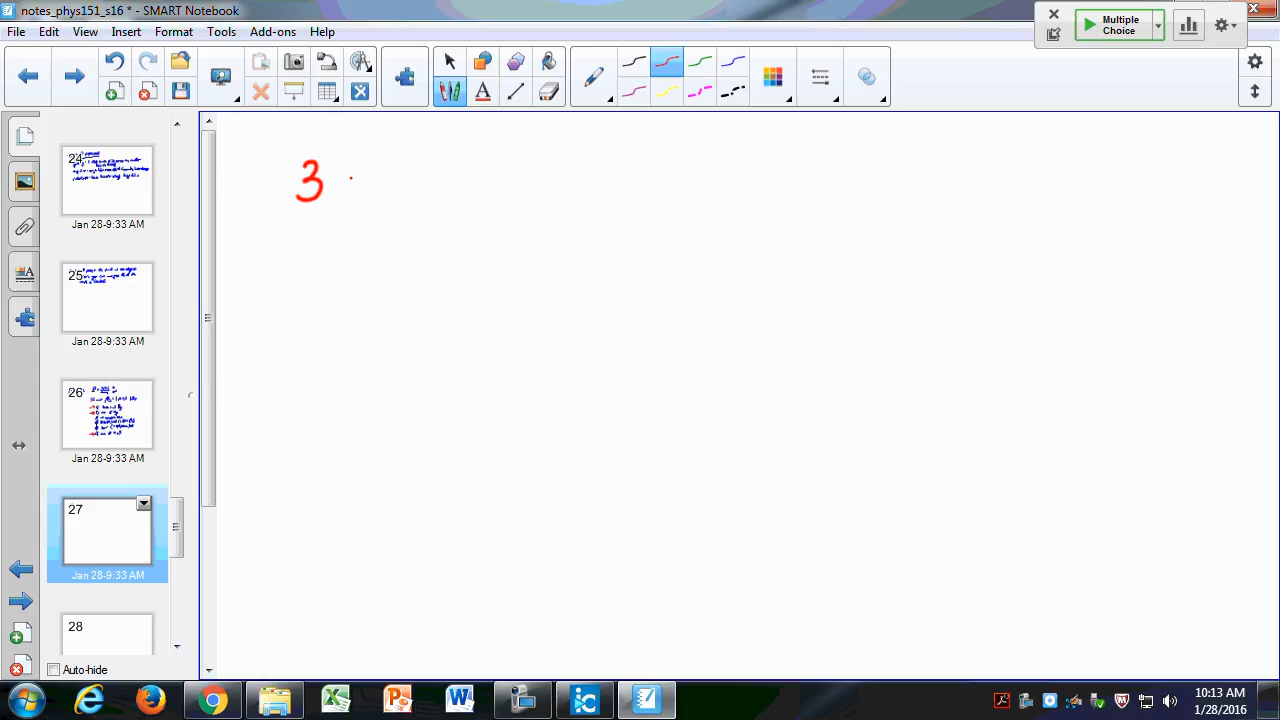 notes_phys151_s16 * - SMART Notebook
File Edit View Insert Format Tools Add-ons Help
Multiple Choice
24
Jan 28-9:33 AM
25
Jan 28-9:33 AM
26
Jan 28-9:33 AM
27
Jan 28-9:33 AM
28
Auto-hide
3
10:13 AM
1/28/2016